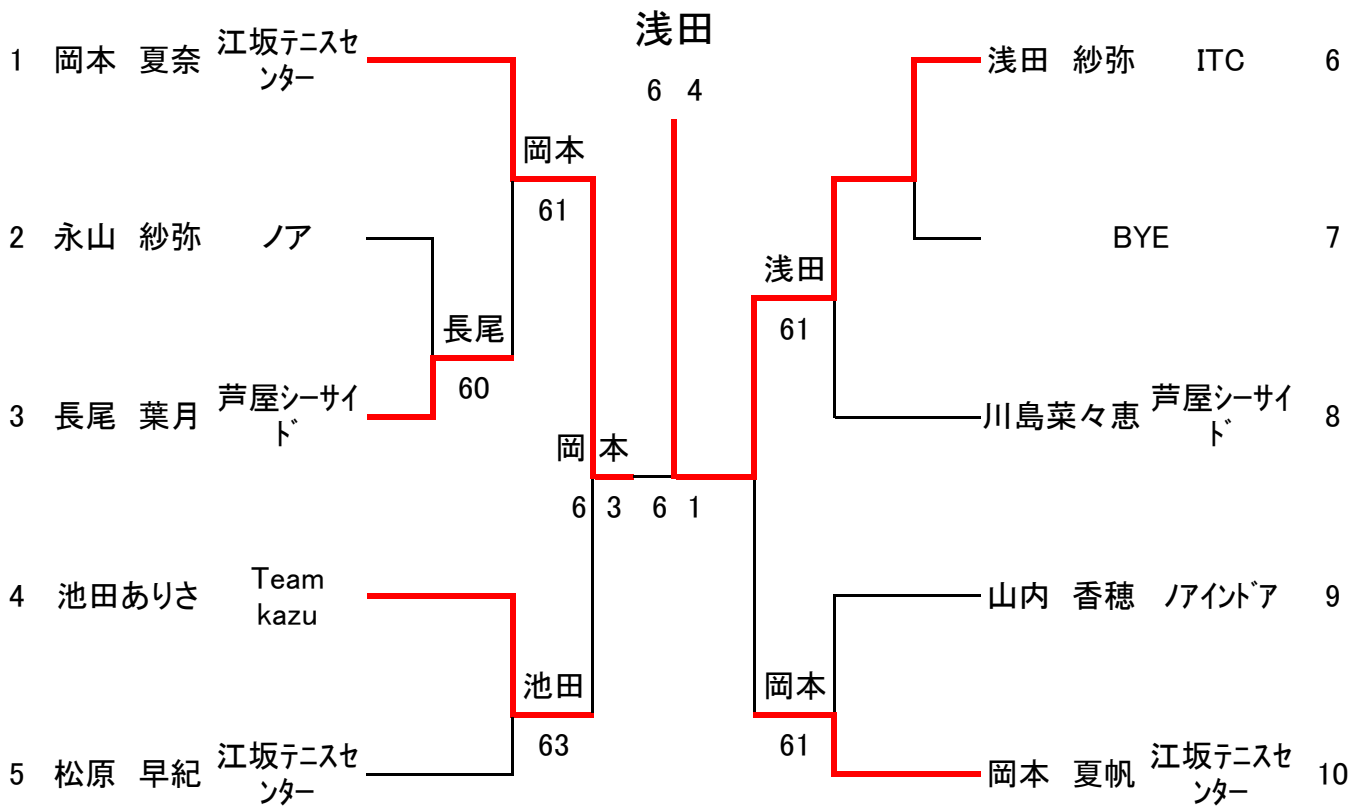 浅田
6 4
1 岡本 夏奈 江坂テニスセ
ンター
2 永山 紗弥 ノア
3 長尾 葉月 芦屋シーサイ
ド
4 池田ありさ Team
kazu
5 松原 早紀 江坂テニスセ
ンター
岡本
61
長尾
60
岡本
6 3
池田
63
6 1
浅田
61
岡本
61
浅田 紗弥 ITC 6
BYE 7
川島菜々恵 芦屋シーサイ
ド 8
山内 香穂 ノアインドア 9
岡本 夏帆 江坂テニスセ
ンター 10